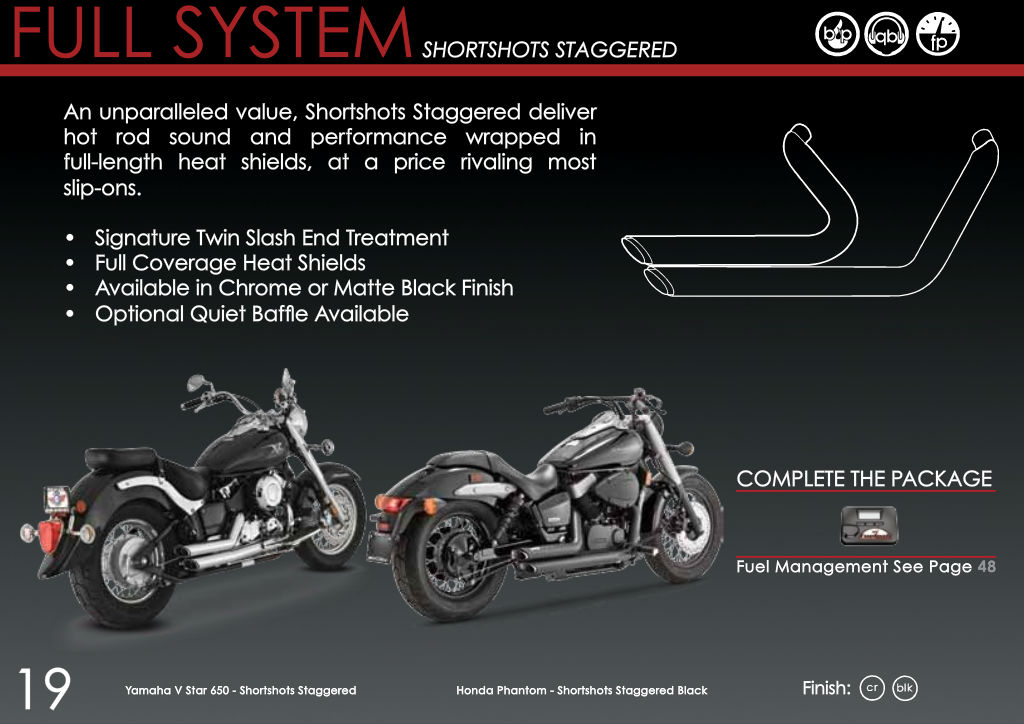 FULL SYSTEM SHORTSHOTS STAGGERED
btp qb fp
An unparalleled value, Shortshots Staggered deliver
hot rod sound and performance wrapped in
full-length heat shields, at a price rivaling most
slip-ons.
• Signature Twin Slash End Treatment
• Full Coverage Heat Shields
• Available in Chrome or Matte Black Finish
• Optional Quiet Baffle Available
COMPLETE THE PACKAGE
Fuel Management See Page 48
19
Yamaha V Star 650 - Shortshots Staggered
Honda Phantom - Shortshots Staggered Black
Finish: cr blk